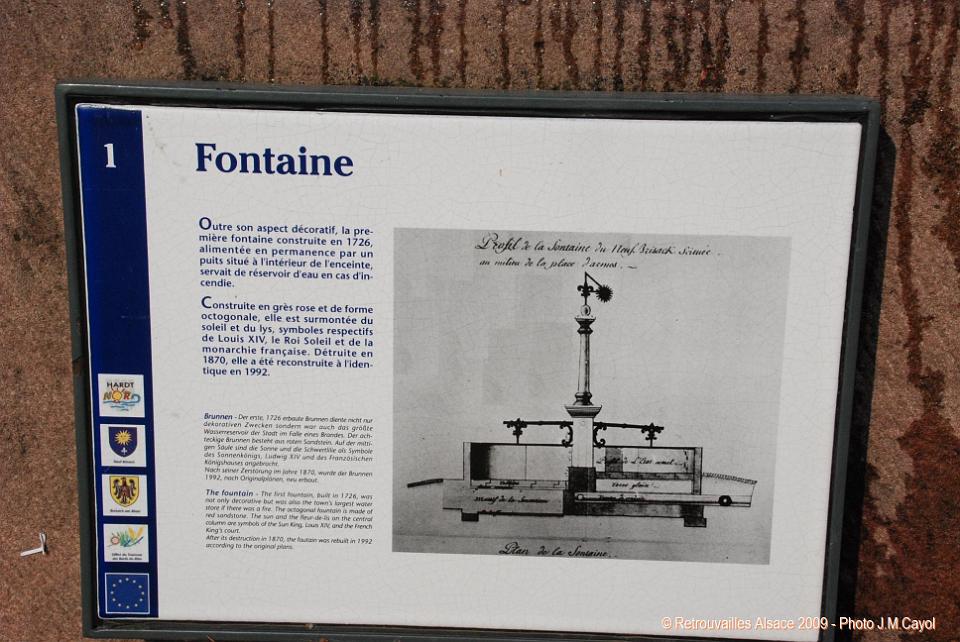 1
Fontaine
Outre son aspect décoratif, la pre-
mière fontaine construite en 1726,
alimentée en permanence par un
puits situé à l'intérieur de l'enceinte,
servait de réservoir d'eau en cas d'in-
cendie.
Construite en grès rose et de forme
octogonale, elle est surmontée du
soleil et du lys, symboles respectifs
de Louis XIV, le Roi Soleil et de la
monarchie française. Détruite en
1870, elle a été reconstruite à l'iden-
tique en 1992.
Brunnen - Der erste, 1726 erbaute Brunnen diente nicht nur
dekorativen Zwecken sondern war auch das größte
Wasserreservoir der Stadt im Falle eines Brandes. Der ach-
teckige Brunnen besteht aus roten Sandstein. Auf der mitti-
gen Säule sind die Sonne und die Schwertlilie als Symbole
des Sonnenkönigs, Ludwig XIV und des Französischen
Königshauses angebracht.
Nach seiner Zerstörung im Jahre 1870, wurde der Brunnen
1992, nach Originalplänen, neu erbaut.
The fountain - The first fountain, built in 1726, was
not only decorative but was also the town's largest water
store if there was a fire. The octagonal fountain is made of
red sandstone. The sun and the fleur-de-lis on the central
column are symbols of the Sun King, Louis XIV, and the French
King's court.
After its destruction in 1870, the foutain was rebuilt in 1992
according to the original plans.
Profil de la Fontaine du Neuf Brisack Scituée
au milieu de la place d'armes.
Massif de la Fontaine
Plan de la Fontaine.
HARDT
NORD
© Retrouvailles Alsace 2009 - Photo J.M Cayol